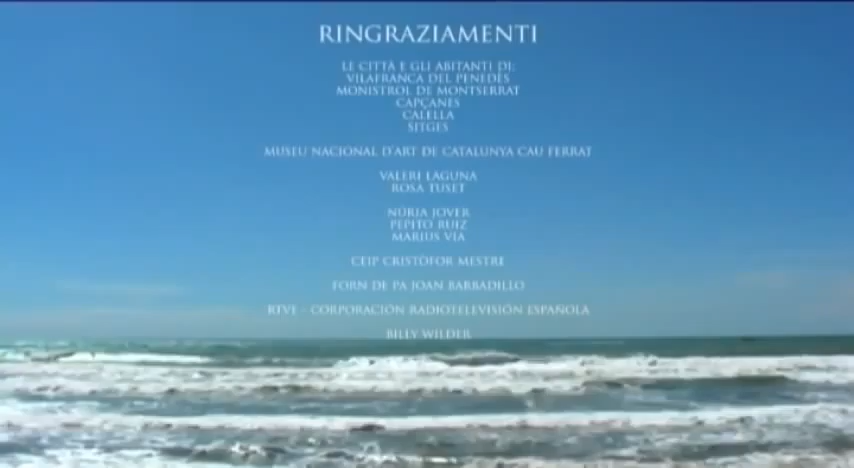 RINGRAZIAMENTI
LE CITTÀ E GLI ABITANTI DI:
VILAFRANCA DEL PENEDÈS
MONISTROL DE MONTSERRAT
CAPÇANES
CALELLA
SITGES
MUSEU NACIONAL D'ART DE CATALUNYA CAU FERRAT
VALERI LAGUNA
ROSA TUSET
NÚRIA JOVER
PEPITO RUIZ
MARIUS VIA
CEIP CRISTÒFOR MESTRE
FORN DE PA JOAN BARBADILLO
RTVE - CORPORACIÓN RADIOTELEVISIÓN ESPAÑOLA
BILLY WILDER